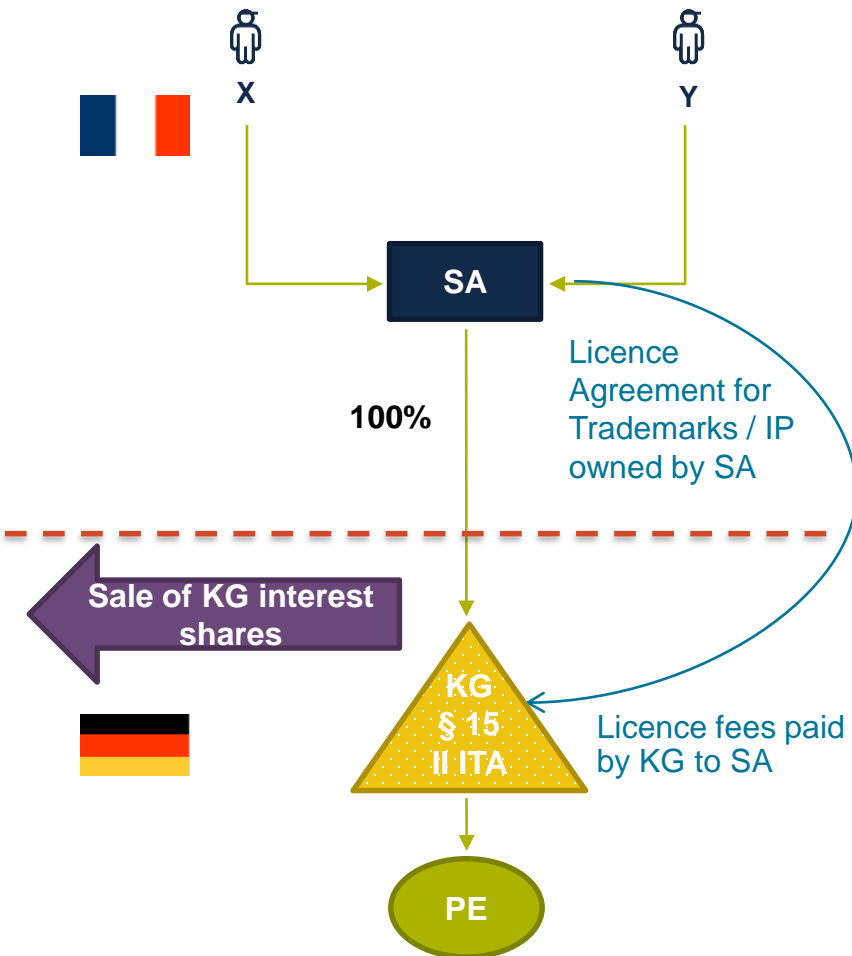 X
Y
SA
Licence
Agreement for
Trademarks / IP
owned by SA
100%
Sale of KG interest
shares
KG
§ 15
II ITA
Licence fees paid
by KG to SA
PE